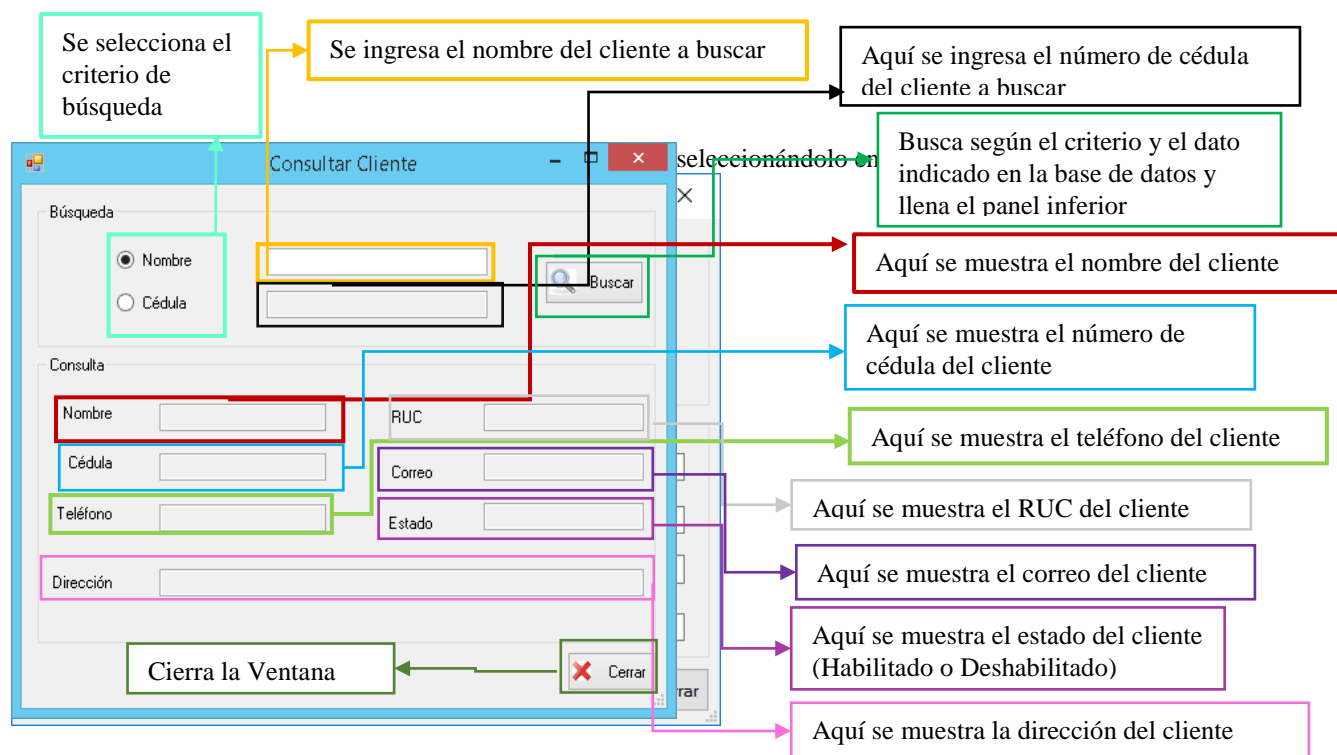 Se selecciona el
criterio de
búsqueda
Se ingresa el nombre del cliente a buscar
Aquí se ingresa el número de cédula
del cliente a buscar
Busca según el criterio y el dato
indicado en la base de datos y
llena el panel inferior
seleccionándolo en
Consultar Cliente
Búsqueda
Nombre
Cédula
Buscar
Aquí se muestra el nombre del cliente
Aquí se muestra el número de
cédula del cliente
Consulta
Nombre
RUC
Aquí se muestra el teléfono del cliente
Cédula
Correo
Teléfono
Estado
Aquí se muestra el RUC del cliente
Dirección
Aquí se muestra el correo del cliente
Aquí se muestra el estado del cliente
(Habilitado o Deshabilitado)
Cierra la Ventana
Cerrar
rrar
Aquí se muestra la dirección del cliente